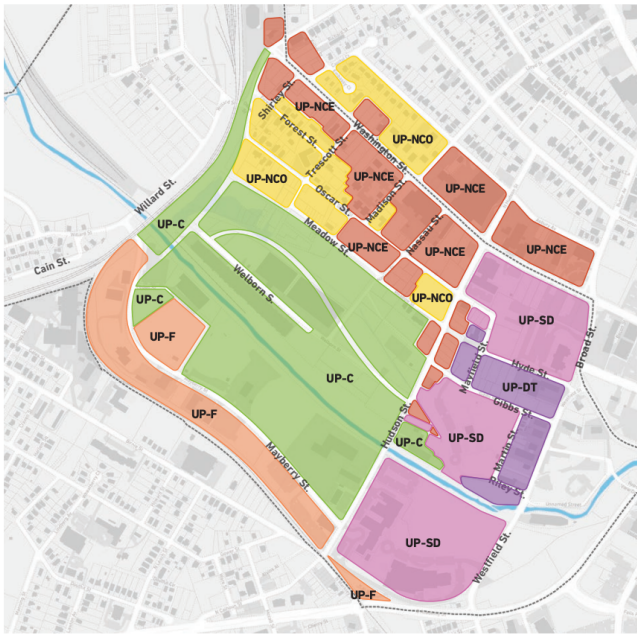 Shirley St.
UP-NCE
Forest St.
Washington St.
UP-NCO
Trescott St.
UP-NCE
UP-NCO
Oscar St.
Madison St.
UP-NCE
Willard St.
UP-C
Meadow St.
UP-NCE
Nassau St.
UP-NCE
UP-NCE
Cain St.
Welborn S.
UP-C
UP-NCO
UP-SD
UP-F
Broad St.
Mayfield St.
Hyde St.
UP-C
UP-DT
UP-F
Gibbs St.
Hudson St.
UP-C
UP-SD
Martin St.
Mayberry St.
Riley St.
UP-SD
Westfield St.
UP-F